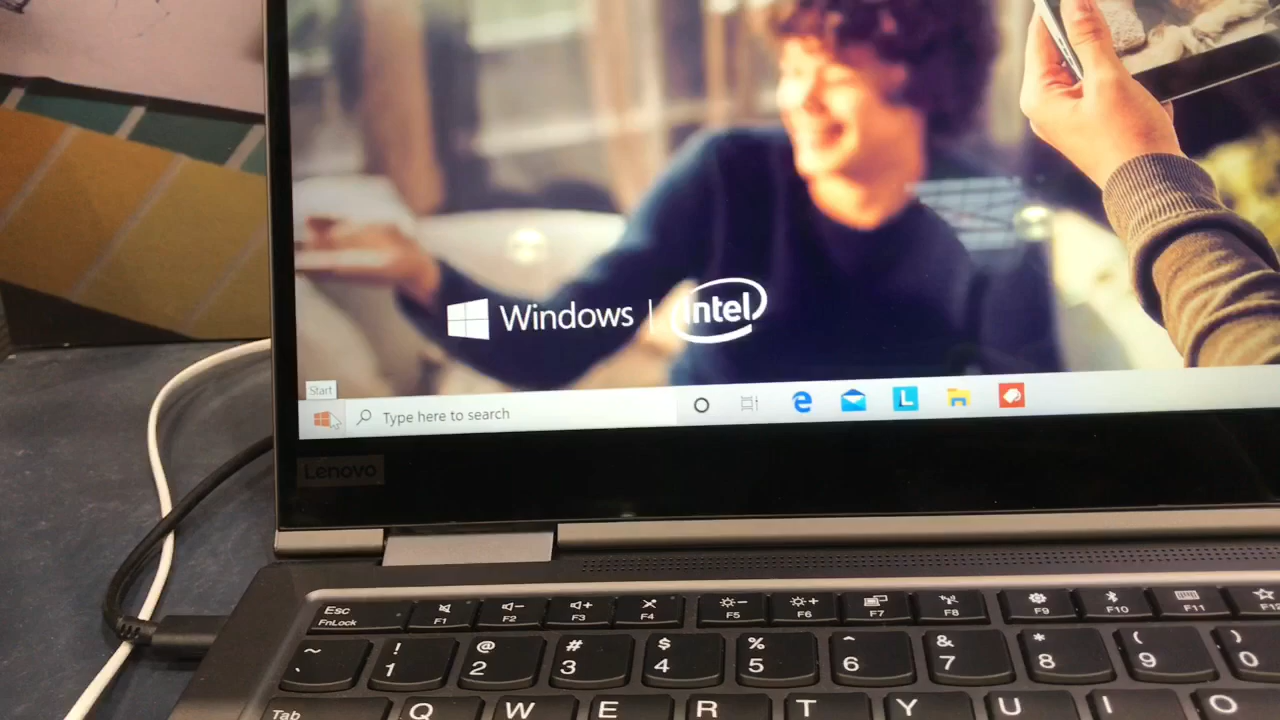 Windows | intel
Start
Type here to search
L
Lenovo
Esc
FnLock
F1 F2 F3 F4 F5 F6 F7 F8 F9 F10 F11 F12
~ ! @ # $ % ^ & * ( )
` 1 2 3 4 5 6 7 8 9 0
Tab Q W E R T Y U I O